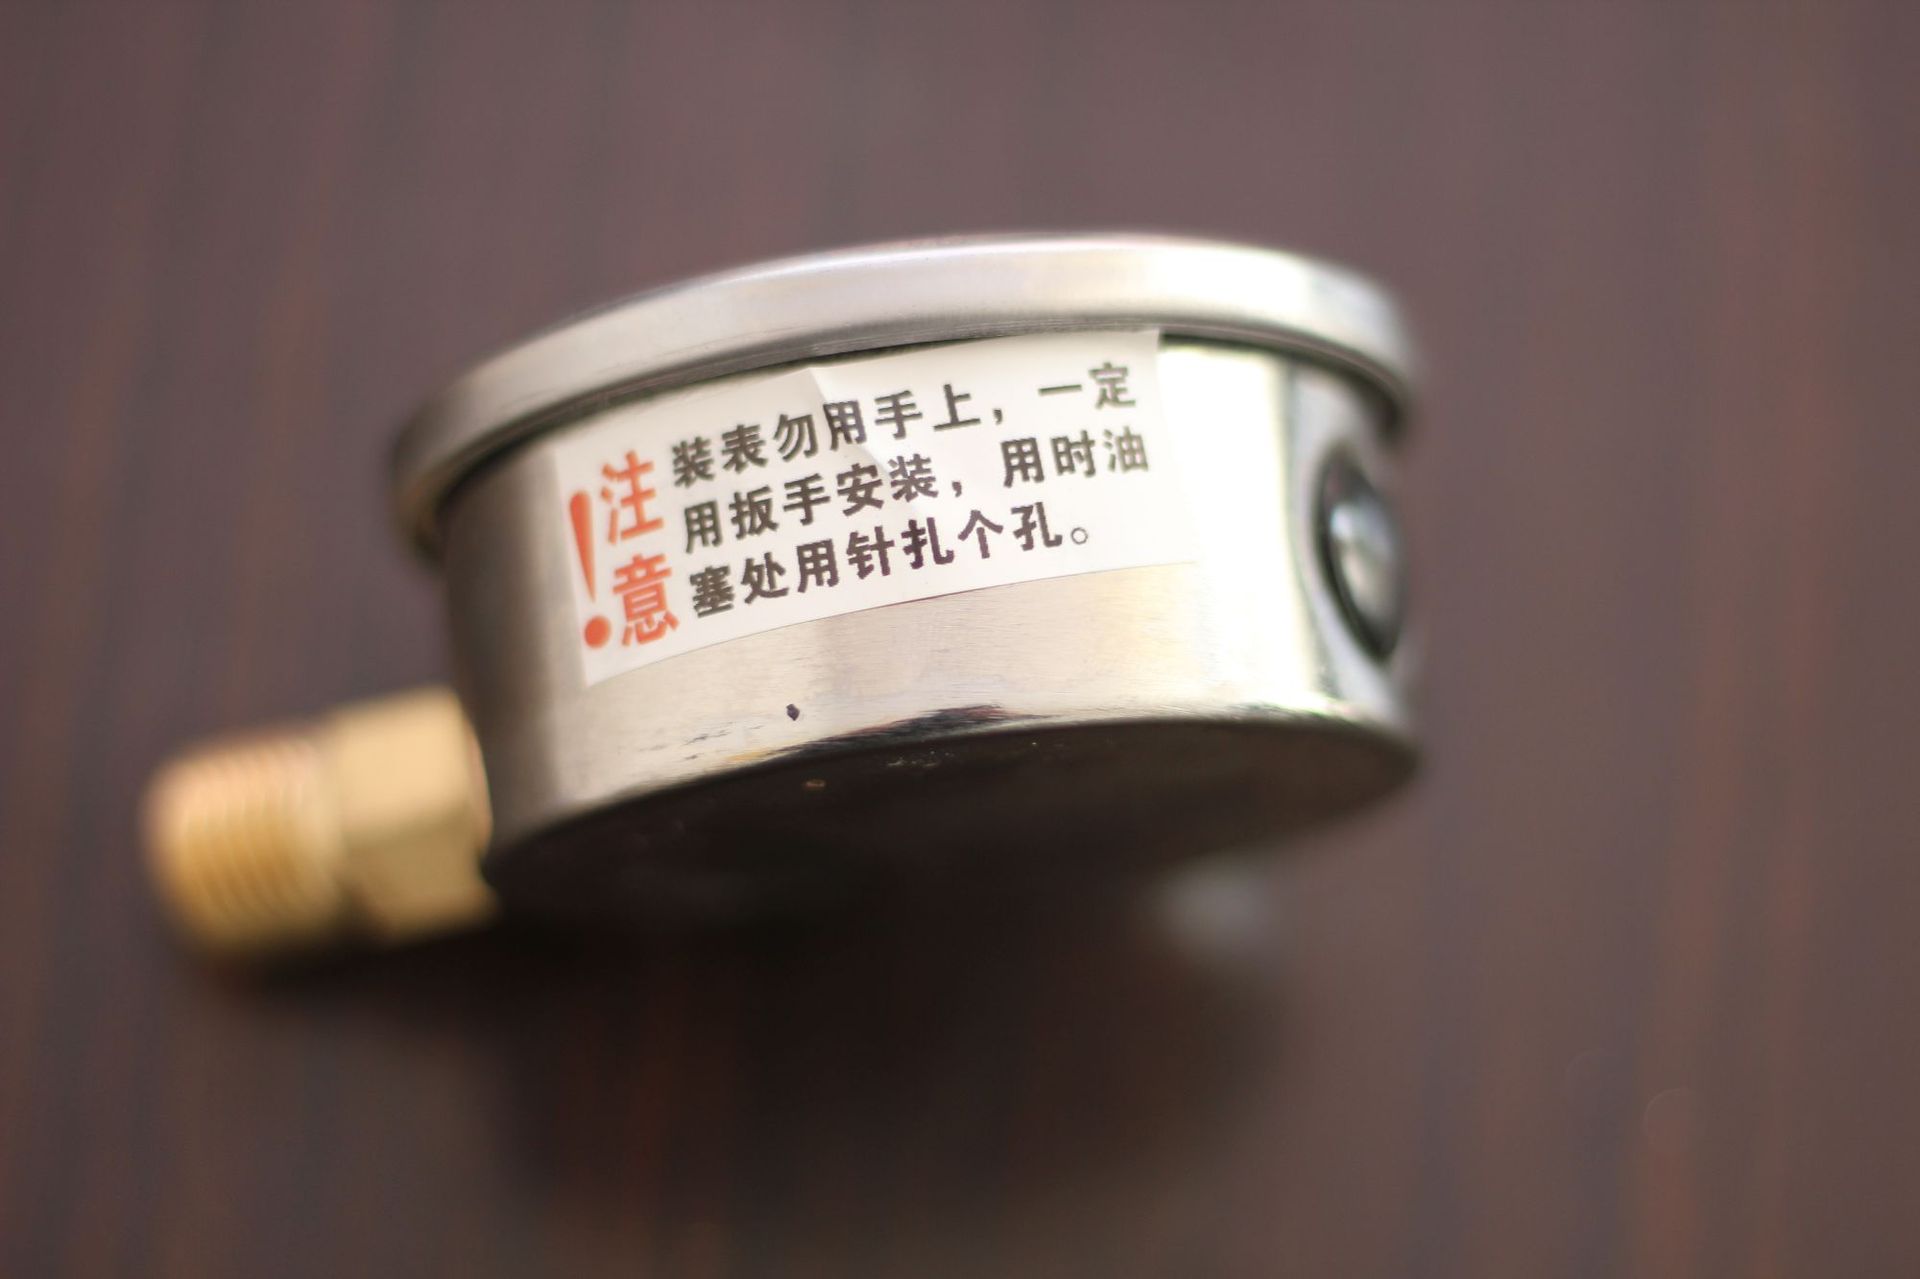 ！注意
装表勿用手上，一定
用扳手安装，用时油
塞处用针扎个孔。